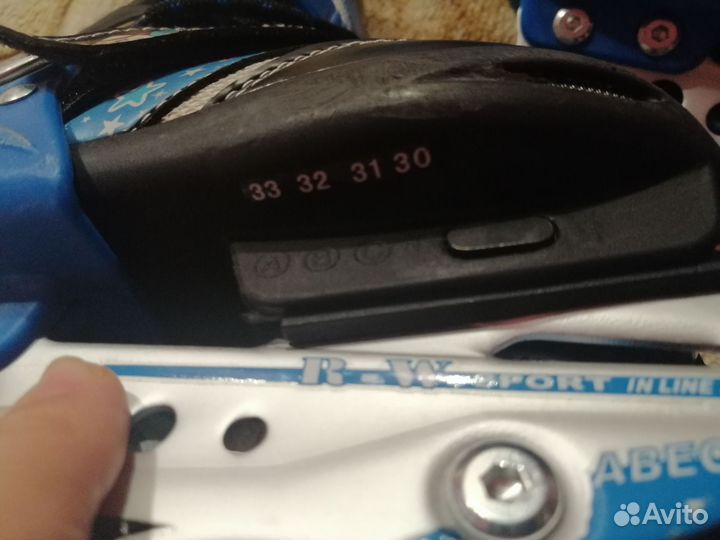 33 32 31 30
R&W SPORT IN LINE
ABEC
Avito